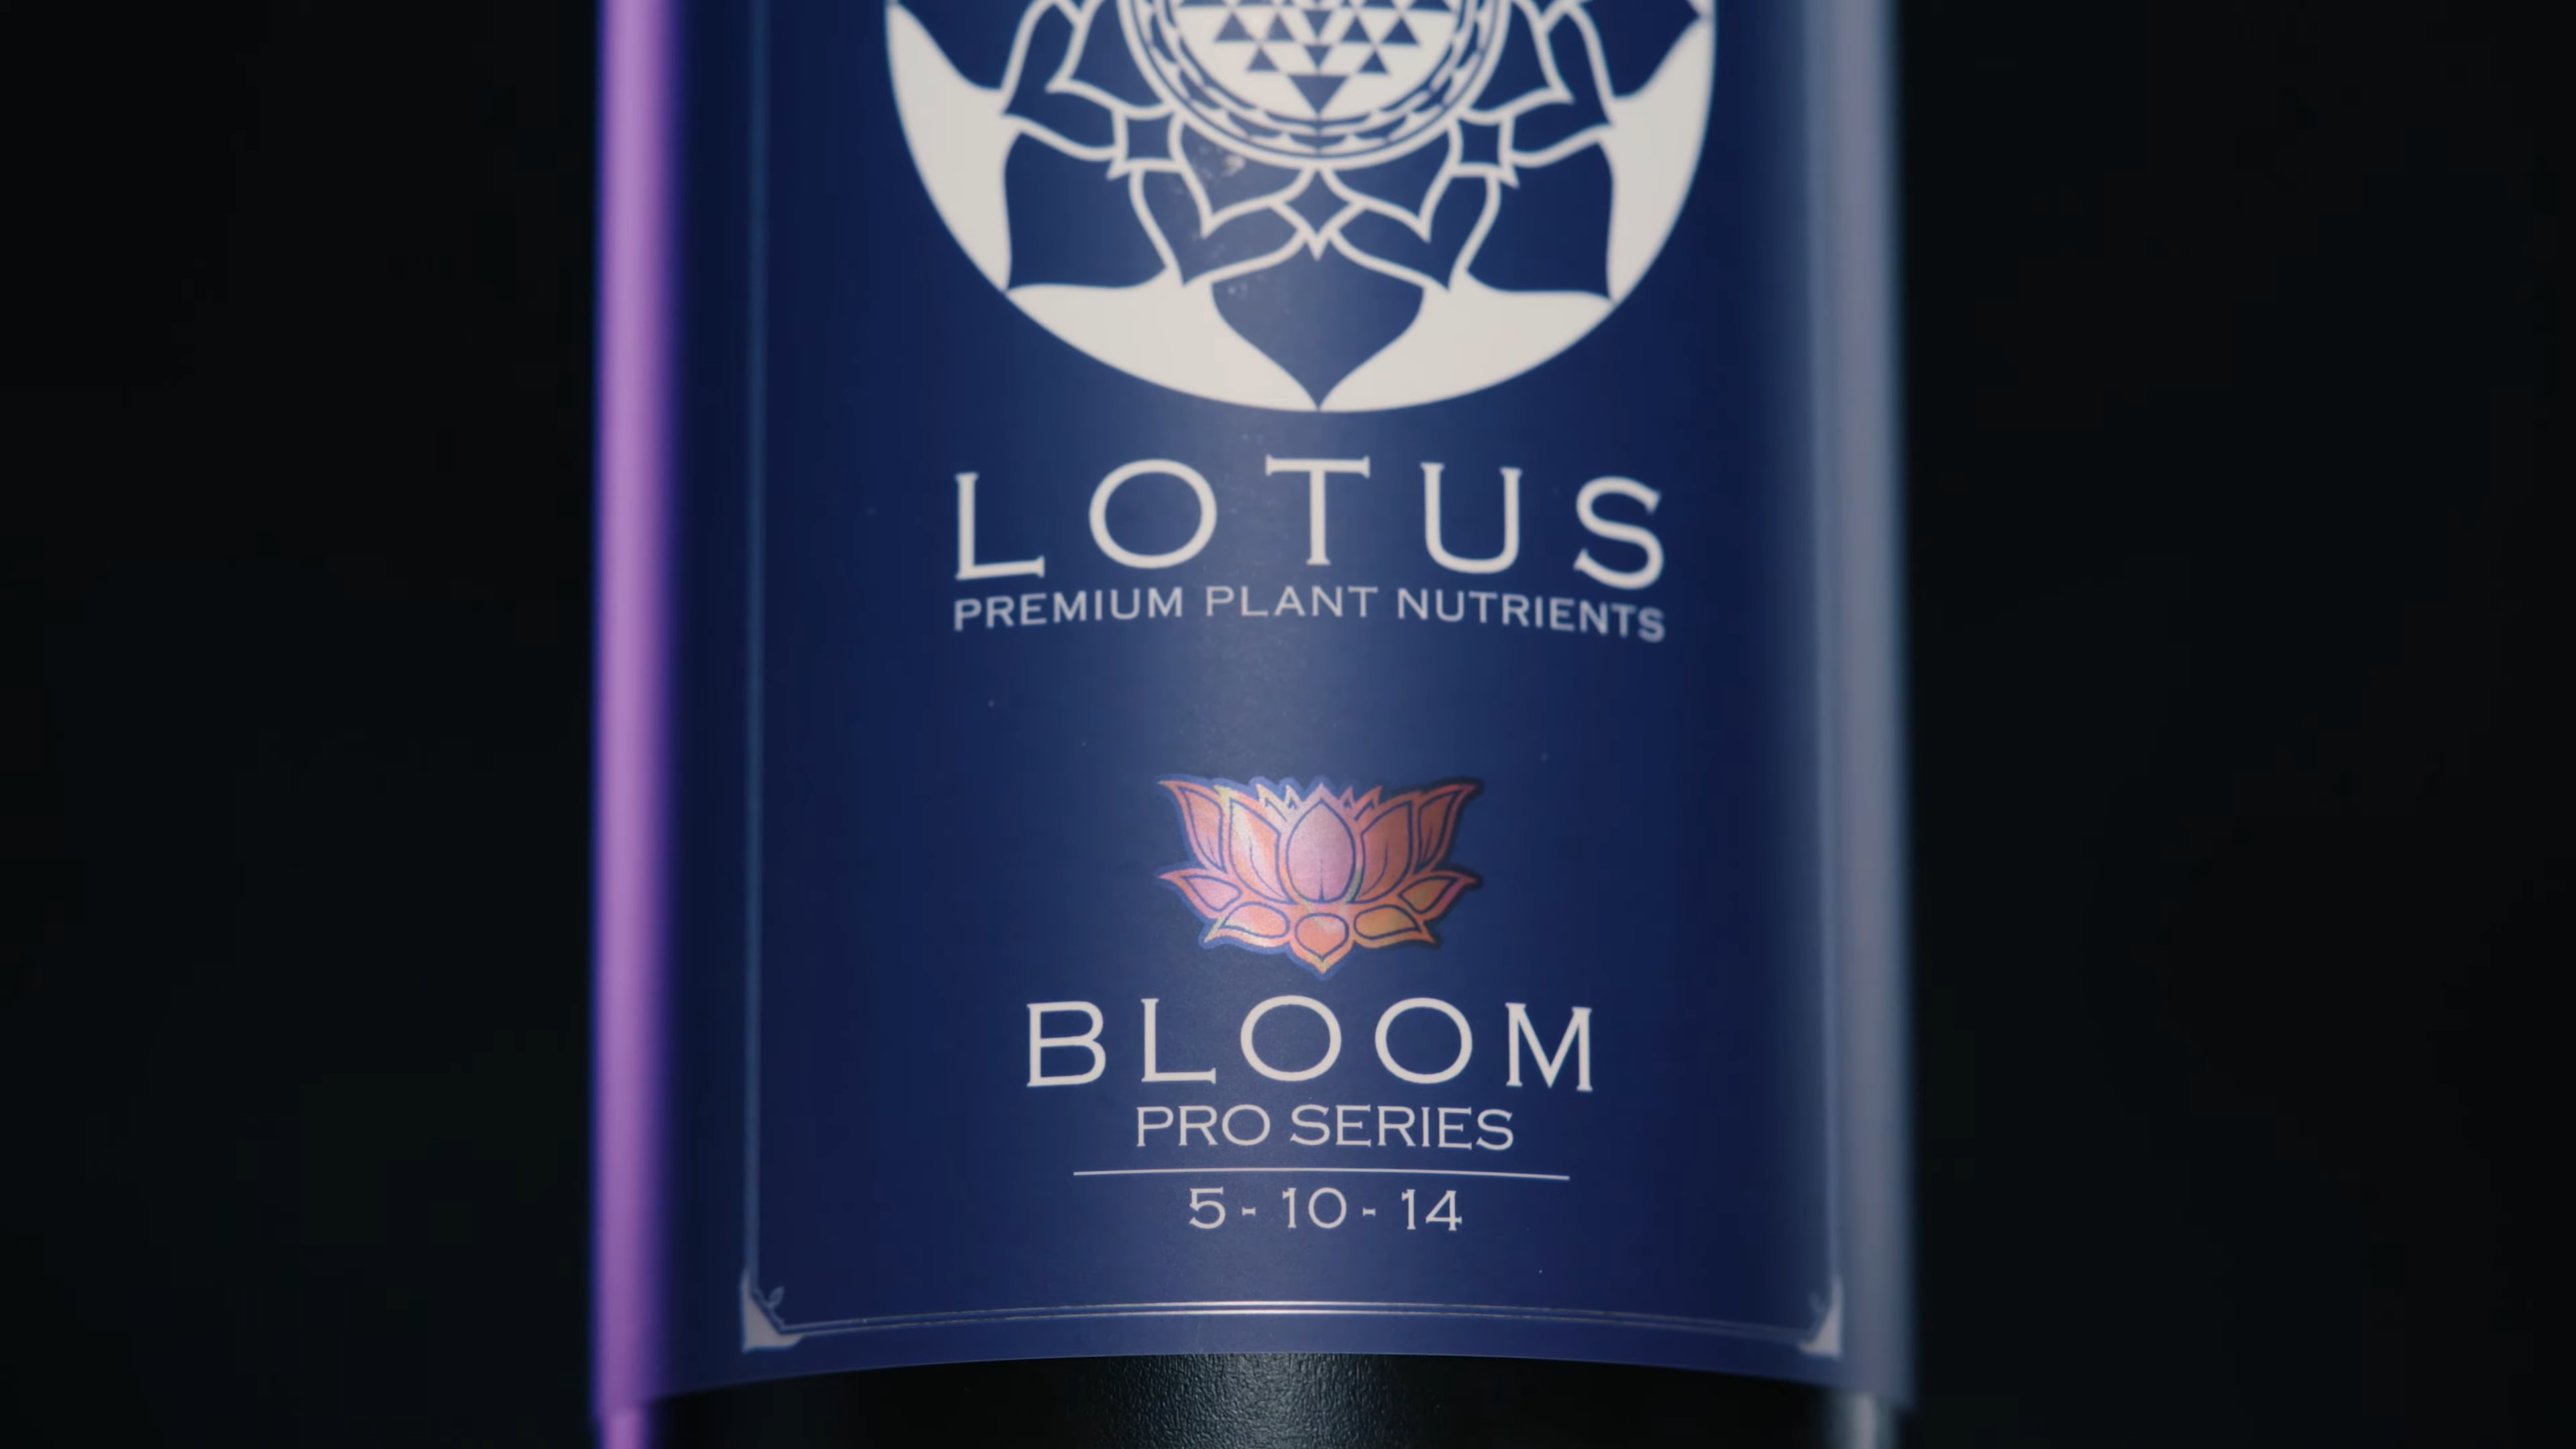 LOTUS
PREMIUM PLANT NUTRIENTS
BLOOM
PRO SERIES
5-10-14